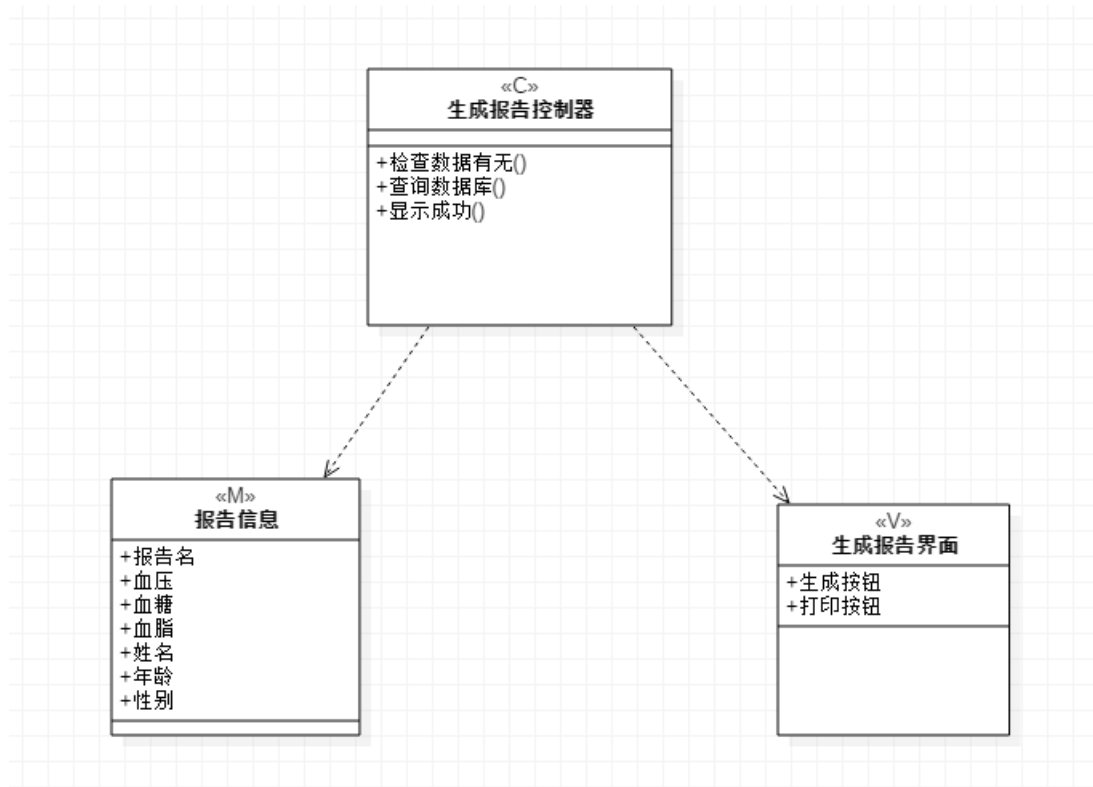 «C»
生成报告控制器
+检查数据有无()
+查询数据库()
+显示成功()
«M»
报告信息
+报告名
+血压
+血糖
+血脂
+姓名
+年龄
+性别
«V»
生成报告界面
+生成按钮
+打印按钮